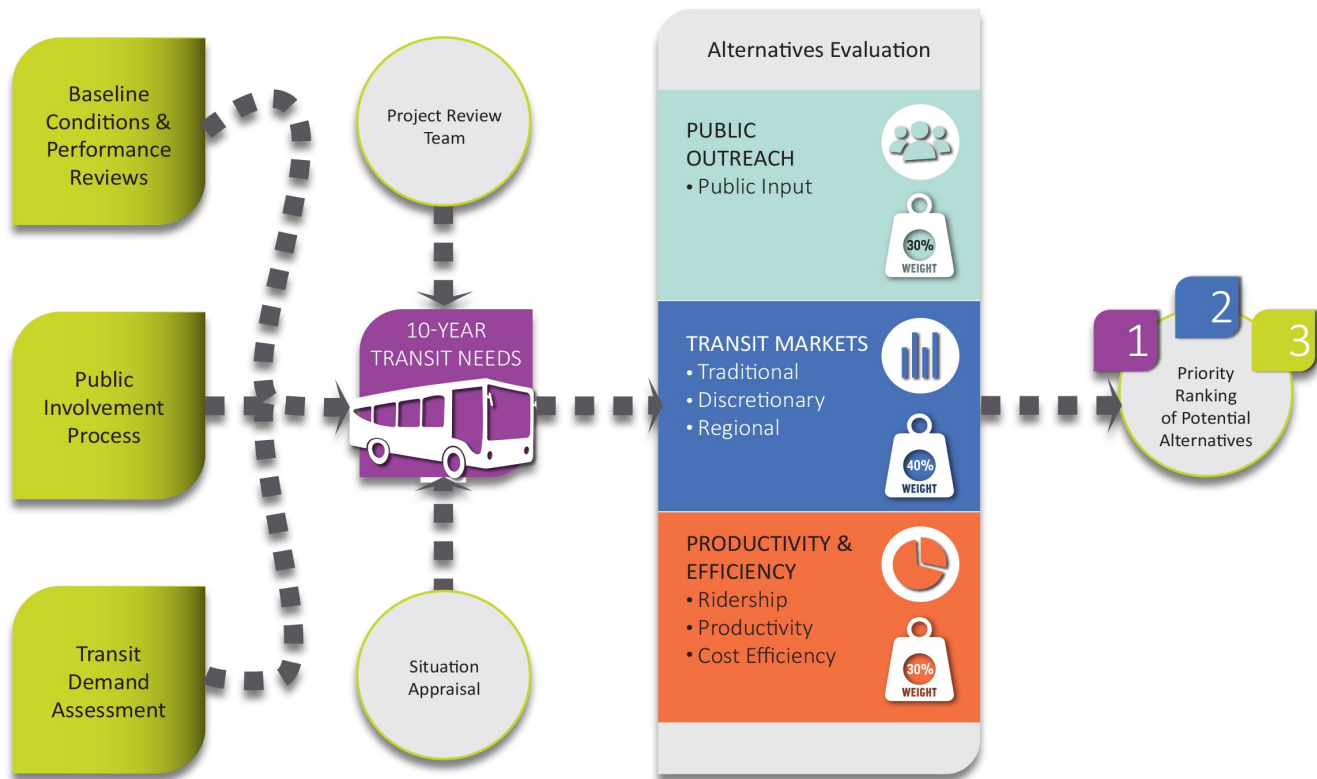 Baseline
Conditions &
Performance
Reviews
Public
Involvement
Process
Transit
Demand
Assessment
Project Review
Team
10-YEAR
TRANSIT NEEDS
Situation
Appraisal
Alternatives Evaluation
PUBLIC
OUTREACH
• Public Input
30%
WEIGHT
TRANSIT MARKETS
• Traditional
• Discretionary
• Regional
40%
WEIGHT
PRODUCTIVITY &
EFFICIENCY
• Ridership
• Productivity
• Cost Efficiency
30%
WEIGHT
1
2
3
Priority
Ranking
of Potential
Alternatives